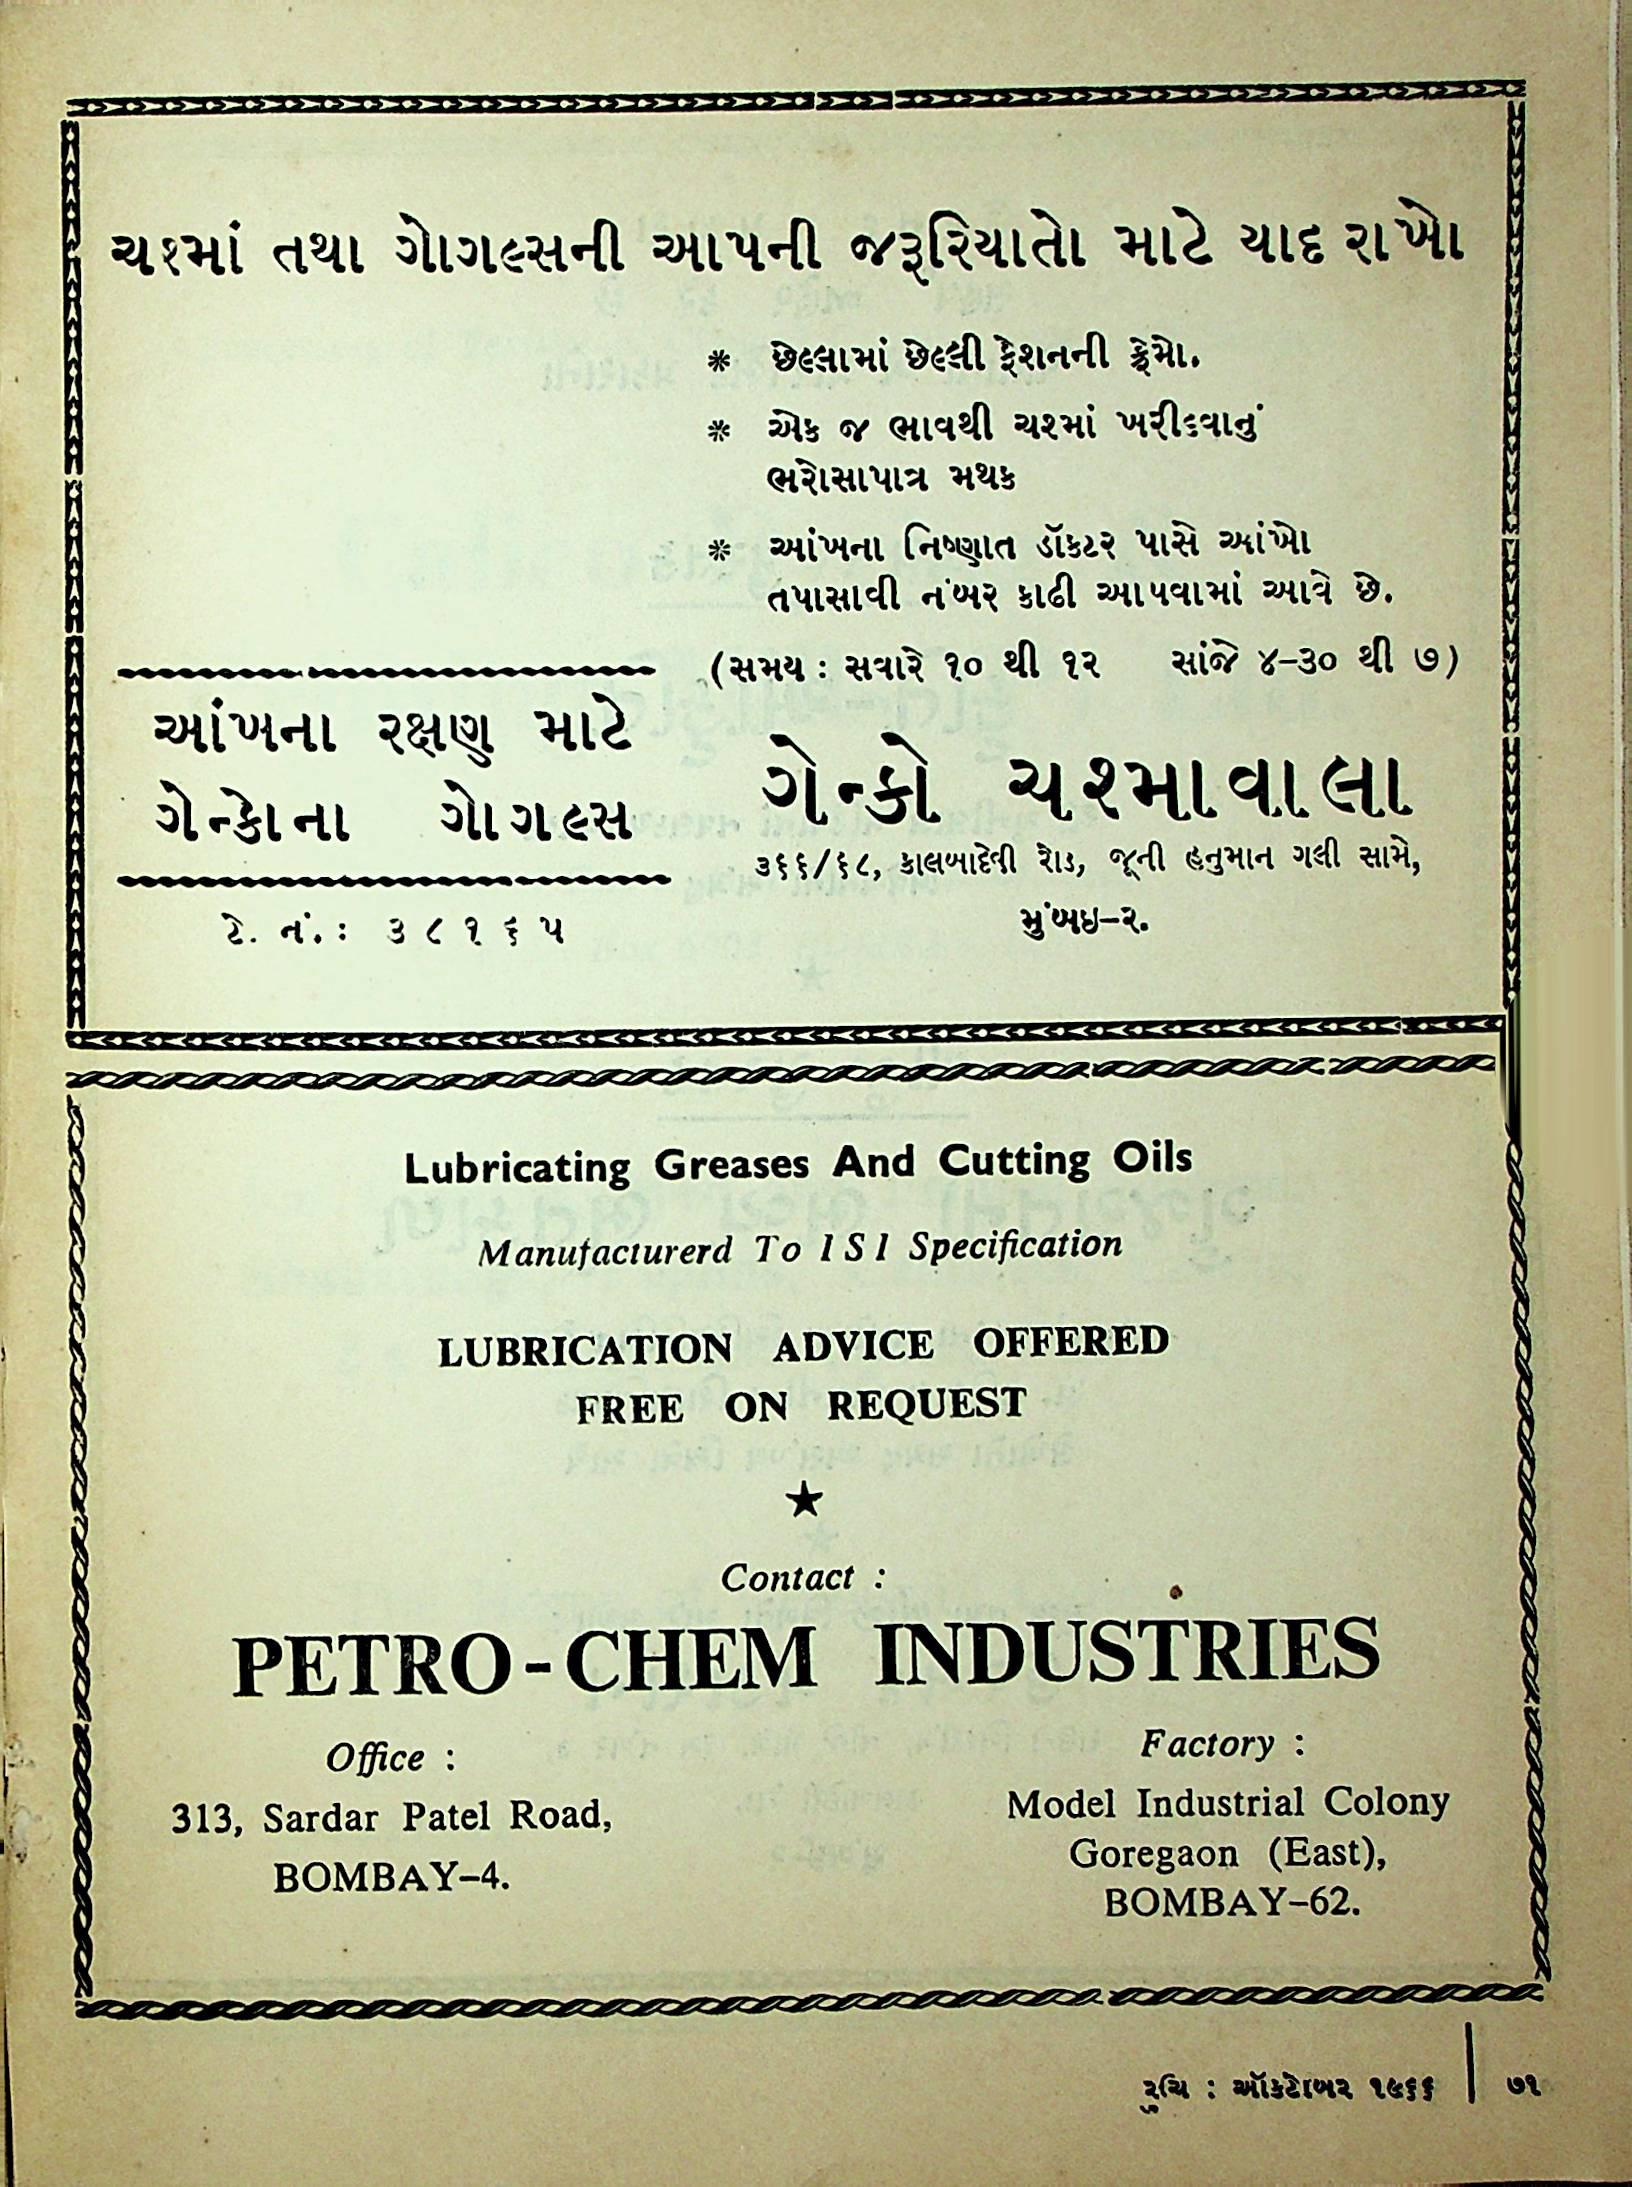 ચશ્માં તથા ગોગલ્સની આપની જરૂરિયાતો માટે યાદ રાખો
* છેલ્લામાં છેલ્લી ફેશનની ફ્રેમો.
* એક જ ભાવથી ચશ્માં ખરીદવાનું
ભરોસાપાત્ર મથક
* આંખના નિષ્ણાત ડૉક્ટર પાસે આંખો
તપાસાવી નંબર કાઢી આપવામાં આવે છે.
(સમય : સવારે ૧૦ થી ૧૨ સાંજે ૪-૩૦ થી ૭)
આંખના રક્ષણ માટે
ગેન્કોના ગોગલ્સ
ટે. નં. : ૩૮૧૬૫
ગેન્કો ચશ્માવાલા
૩૬૬/૬૮, કાલબાદેવી રોડ, જૂની હનુમાન ગલી સામે,
મુંબઇ-૨.
Lubricating Greases And Cutting Oils
Manufacturerd To ISI Specification
LUBRICATION ADVICE OFFERED
FREE ON REQUEST
★
Contact :
PETRO-CHEM INDUSTRIES
Office :
313, Sardar Patel Road,
BOMBAY-4.
Factory :
Model Industrial Colony
Goregaon (East),
BOMBAY-62.
રુચિ : ઑક્ટોબર ૧૯૬૬ | ૭૧